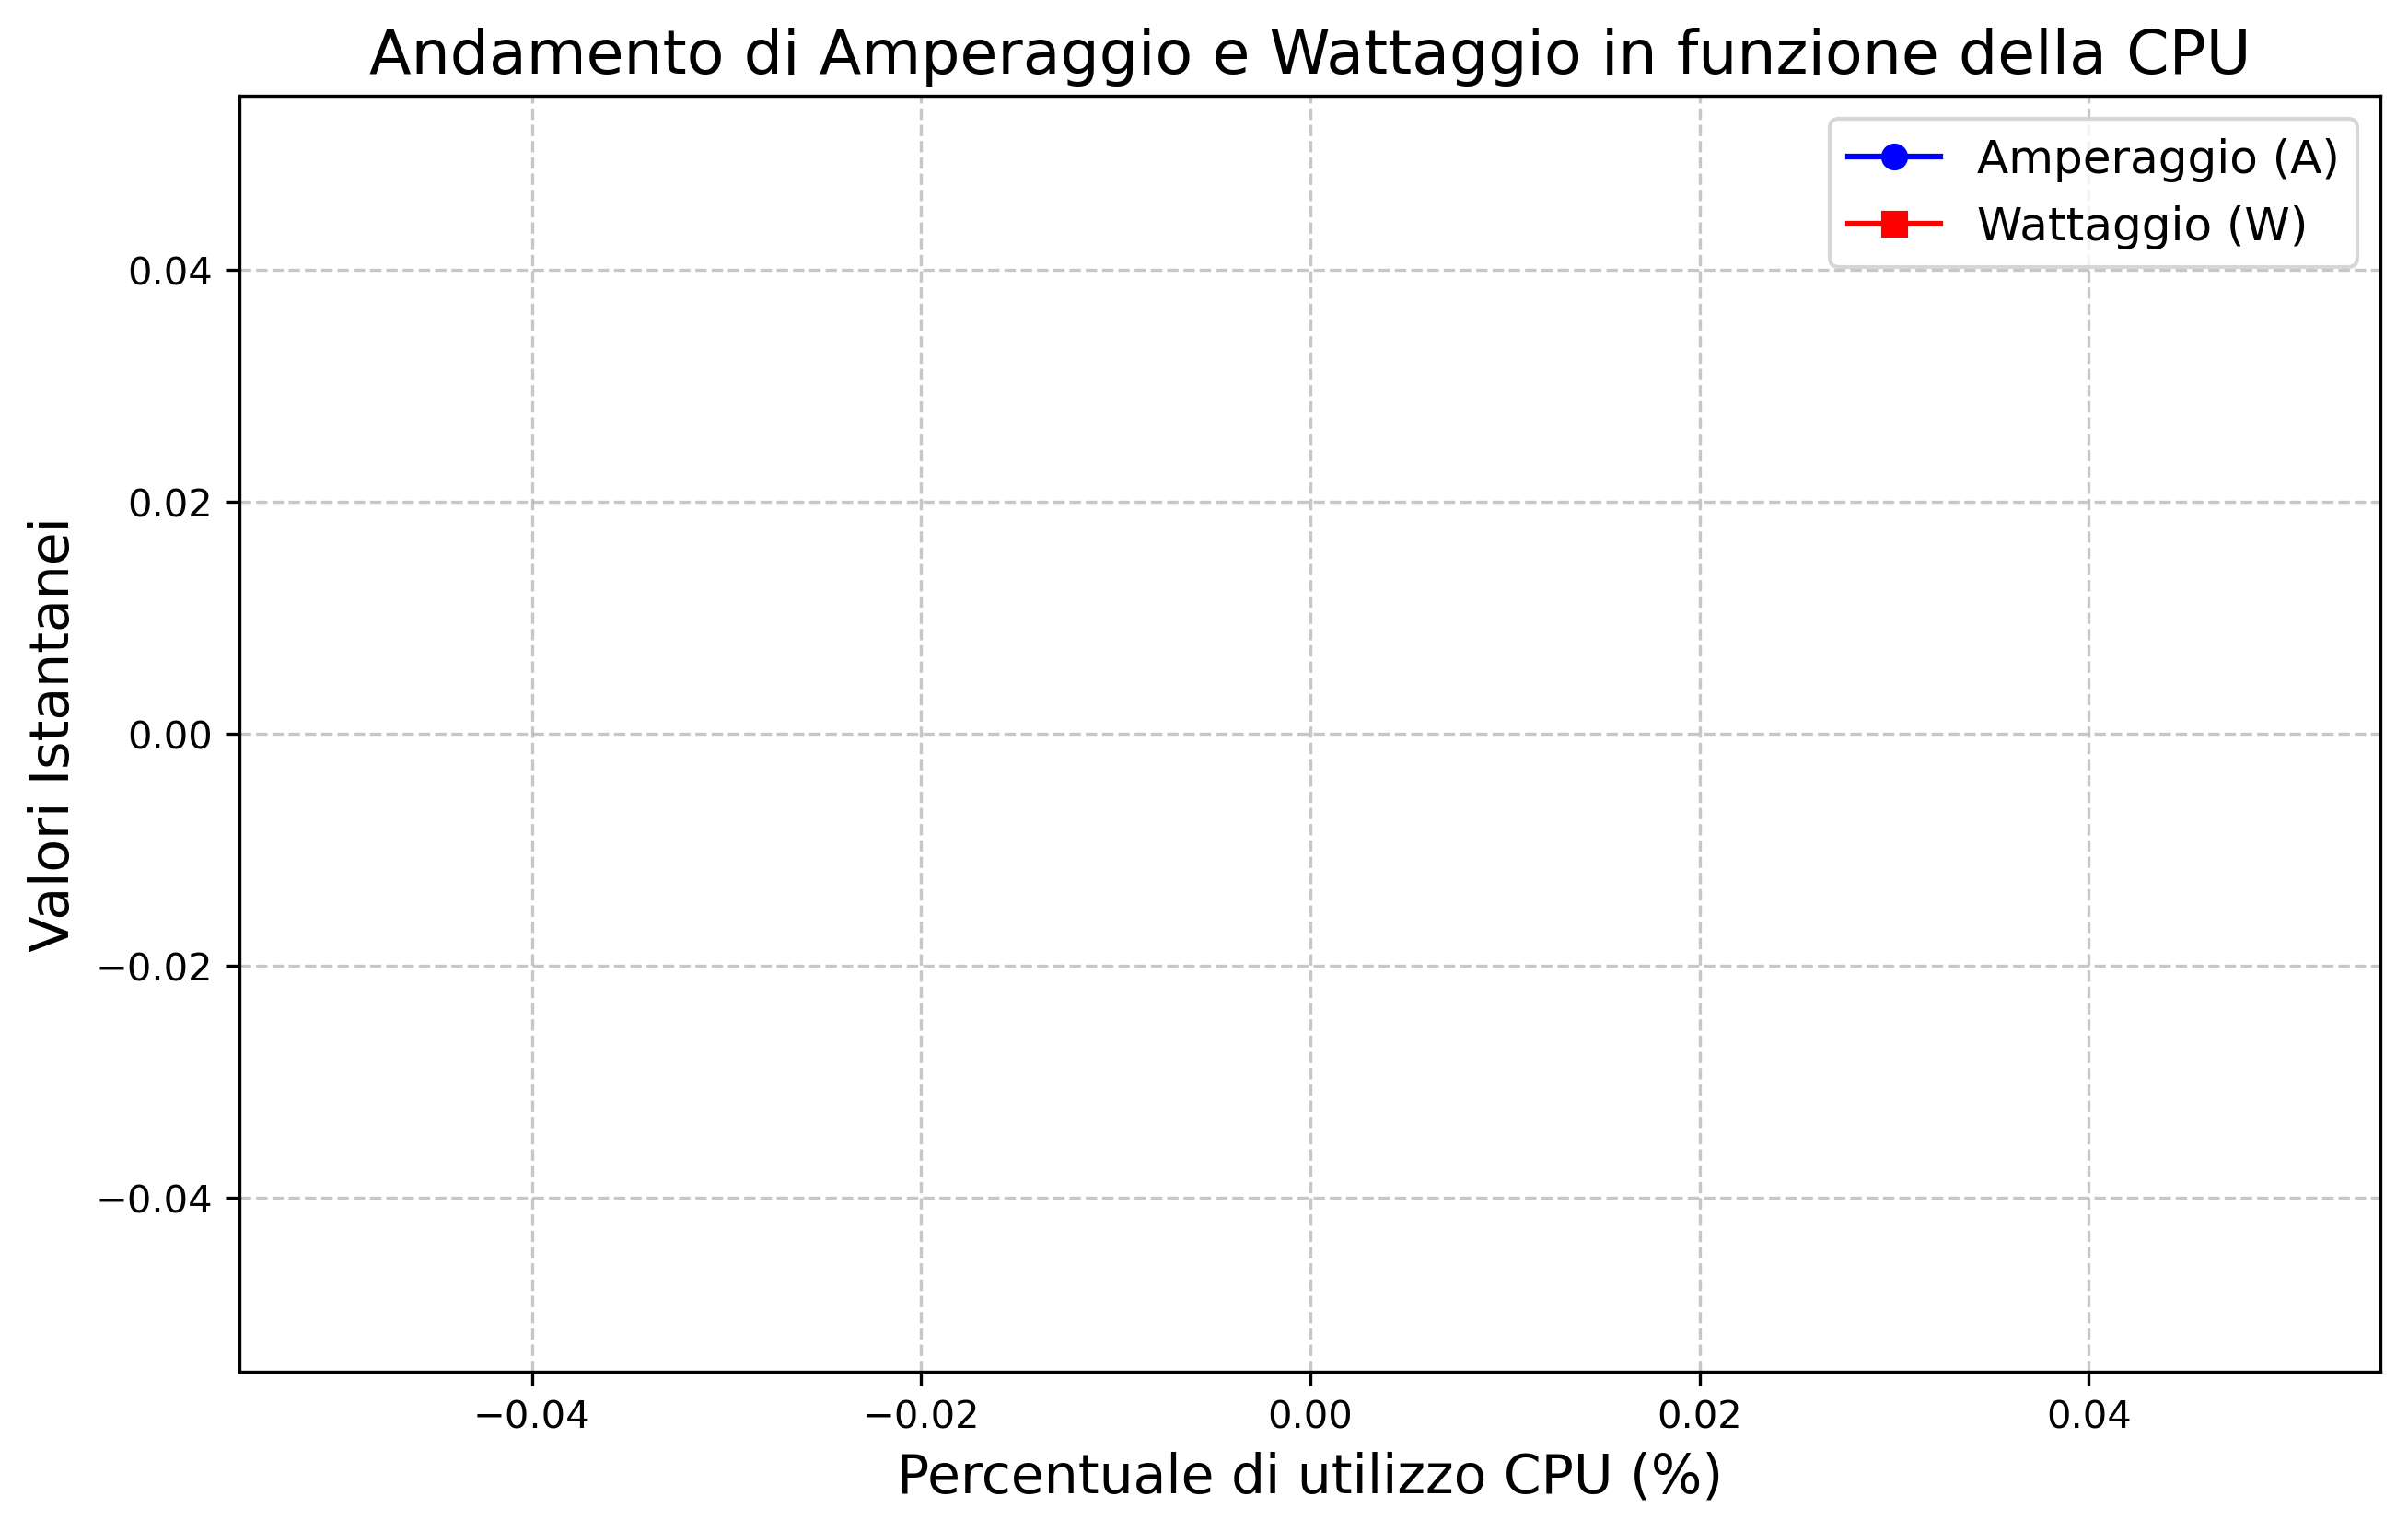 Andamento di Amperaggio e Wattaggio in funzione della CPU
Amperaggio (A)
Wattaggio (W)
Valori Istantanei
0.04
0.02
0.00
−0.02
−0.04
−0.04
−0.02
0.00
0.02
0.04
Percentuale di utilizzo CPU (%)